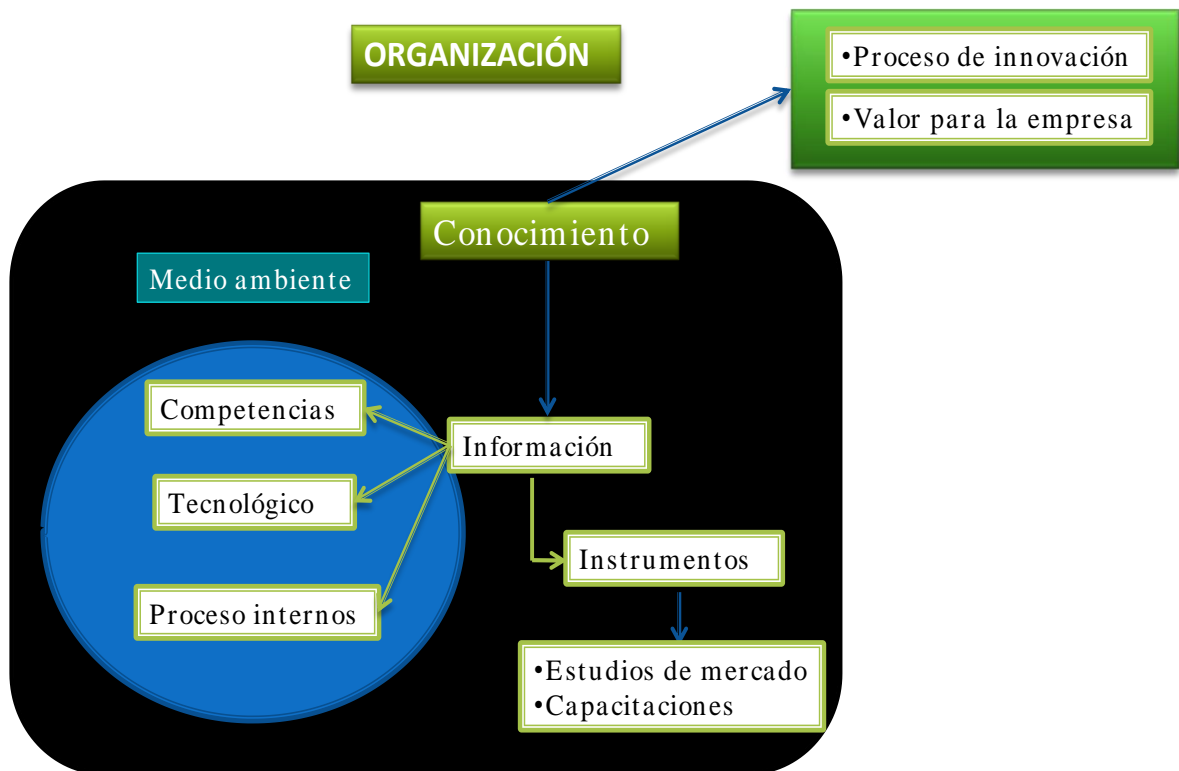 ORGANIZACIÓN
•Proceso de innovación
•Valor para la empresa
Conocimiento
Medio ambiente
Competencias
Información
Tecnológico
Instrumentos
Proceso internos
•Estudios de mercado
•Capacitaciones